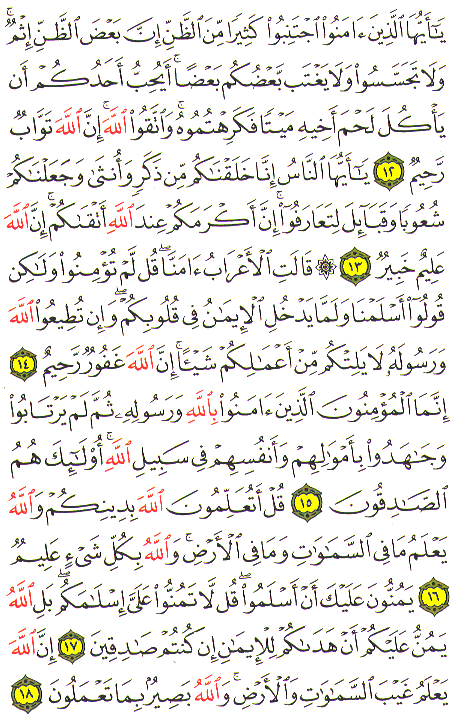 يَـٰٓأَيُّهَا ٱلَّذِينَ ءَامَنُوا۟ ٱجْتَنِبُوا۟ كَثِيرًا مِّنَ ٱلظَّنِّ إِنَّ بَعْضَ ٱلظَّنِّ إِثْمٌ ۖ
وَلَا تَجَسَّسُوا۟ وَلَا يَغْتَب بَّعْضُكُم بَعْضًا ۚ أَيُحِبُّ أَحَدُكُمْ أَن
يَأْكُلَ لَحْمَ أَخِيهِ مَيْتًا فَكَرِهْتُمُوهُ ۚ وَٱتَّقُوا۟ ٱللَّهَ ۚ إِنَّ ٱللَّهَ تَوَّابٌ
رَّحِيمٌ ١٢ يَـٰٓأَيُّهَا ٱلنَّاسُ إِنَّا خَلَقْنَـٰكُم مِّن ذَكَرٍ وَأُنثَىٰ وَجَعَلْنَـٰكُمْ
شُعُوبًا وَقَبَآئِلَ لِتَعَارَفُوٓا۟ ۚ إِنَّ أَكْرَمَكُمْ عِندَ ٱللَّهِ أَتْقَىٰكُمْ ۚ إِنَّ ٱللَّهَ
عَلِيمٌ خَبِيرٌ ١٣ ۞ قَالَتِ ٱلْأَعْرَابُ ءَامَنَّا ۖ قُل لَّمْ تُؤْمِنُوا۟ وَلَـٰكِن
قُولُوٓا۟ أَسْلَمْنَا وَلَمَّا يَدْخُلِ ٱلْإِيمَـٰنُ فِى قُلُوبِكُمْ ۖ وَإِن تُطِيعُوا۟ ٱللَّهَ
وَرَسُولَهُۥ لَا يَلِتْكُم مِّنْ أَعْمَـٰلِكُمْ شَيْـًٔا ۚ إِنَّ ٱللَّهَ غَفُورٌ رَّحِيمٌ ١٤
إِنَّمَا ٱلْمُؤْمِنُونَ ٱلَّذِينَ ءَامَنُوا۟ بِٱللَّهِ وَرَسُولِهِۦ ثُمَّ لَمْ يَرْتَابُوا۟
وَجَـٰهَدُوا۟ بِأَمْوَٰلِهِمْ وَأَنفُسِهِمْ فِى سَبِيلِ ٱللَّهِ ۚ أُو۟لَـٰٓئِكَ هُمُ
ٱلصَّـٰدِقُونَ ١٥ قُلْ أَتُعَلِّمُونَ ٱللَّهَ بِدِينِكُمْ وَٱللَّهُ
يَعْلَمُ مَا فِى ٱلسَّمَـٰوَٰتِ وَمَا فِى ٱلْأَرْضِ ۚ وَٱللَّهُ بِكُلِّ شَىْءٍ عَلِيمٌ
١٦ يَمُنُّونَ عَلَيْكَ أَنْ أَسْلَمُوا۟ ۖ قُل لَّا تَمُنُّوا۟ عَلَىَّ إِسْلَـٰمَكُم ۖ بَلِ ٱللَّهُ
يَمُنُّ عَلَيْكُمْ أَنْ هَدَىٰكُمْ لِلْإِيمَـٰنِ إِن كُنتُمْ صَـٰدِقِينَ ١٧ إِنَّ ٱللَّهَ
يَعْلَمُ غَيْبَ ٱلسَّمَـٰوَٰتِ وَٱلْأَرْضِ ۚ وَٱللَّهُ بَصِيرٌۢ بِمَا تَعْمَلُونَ ١٨